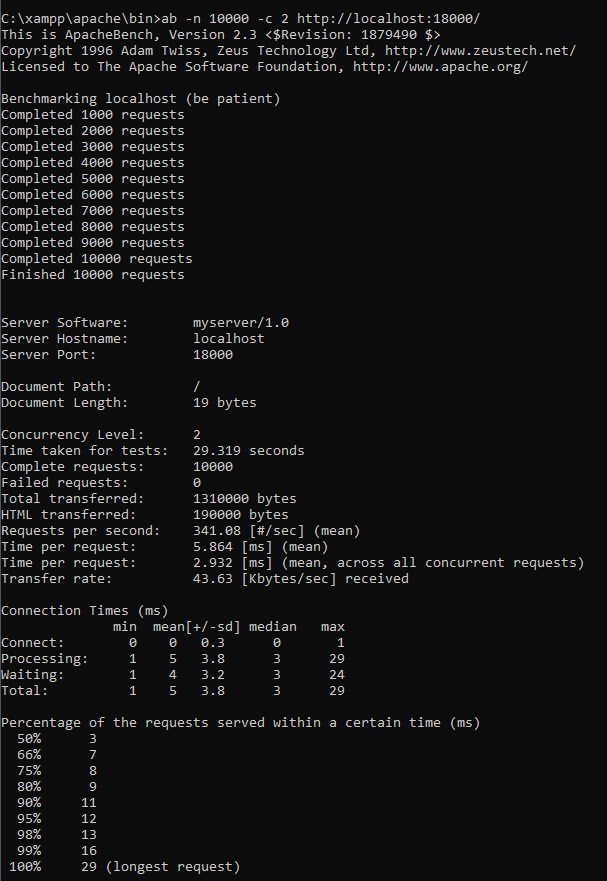 C:\xampp\apache\bin>ab -n 10000 -c 2 http://localhost:18000/
This is ApacheBench, Version 2.3 <$Revision: 1879490 $>
Copyright 1996 Adam Twiss, Zeus Technology Ltd, http://www.zeustech.net/
Licensed to The Apache Software Foundation, http://www.apache.org/

Benchmarking localhost (be patient)
Completed 1000 requests
Completed 2000 requests
Completed 3000 requests
Completed 4000 requests
Completed 5000 requests
Completed 6000 requests
Completed 7000 requests
Completed 8000 requests
Completed 9000 requests
Completed 10000 requests
Finished 10000 requests


Server Software:        myserver/1.0
Server Hostname:        localhost
Server Port:            18000

Document Path:          /
Document Length:        19 bytes

Concurrency Level:      2
Time taken for tests:   29.319 seconds
Complete requests:      10000
Failed requests:        0
Total transferred:      1310000 bytes
HTML transferred:       190000 bytes
Requests per second:    341.08 [#/sec] (mean)
Time per request:       5.864 [ms] (mean)
Time per request:       2.932 [ms] (mean, across all concurrent requests)
Transfer rate:          43.63 [Kbytes/sec] received

Connection Times (ms)
              min  mean[+/-sd] median   max
Connect:        0    0   0.3      0       1
Processing:     1    5   3.8      3      29
Waiting:        1    4   3.2      3      24
Total:          1    5   3.8      3      29

Percentage of the requests served within a certain time (ms)
  50%      3
  66%      7
  75%      8
  80%      9
  90%     11
  95%     12
  98%     13
  99%     16
 100%     29 (longest request)